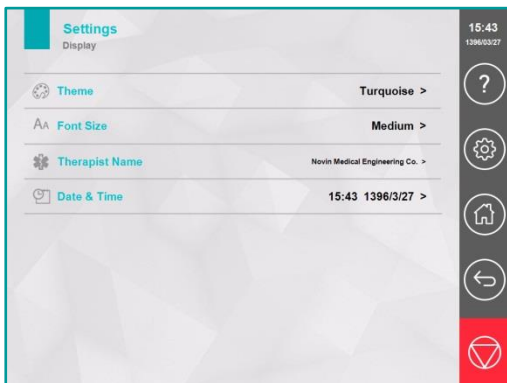 Settings
Display
Theme Turquoise >
AA Font Size Medium >
Therapist Name Novin Medical Engineering Co. >
Date & Time 15:43 1396/3/27 >
15:43
1396/03/27
?